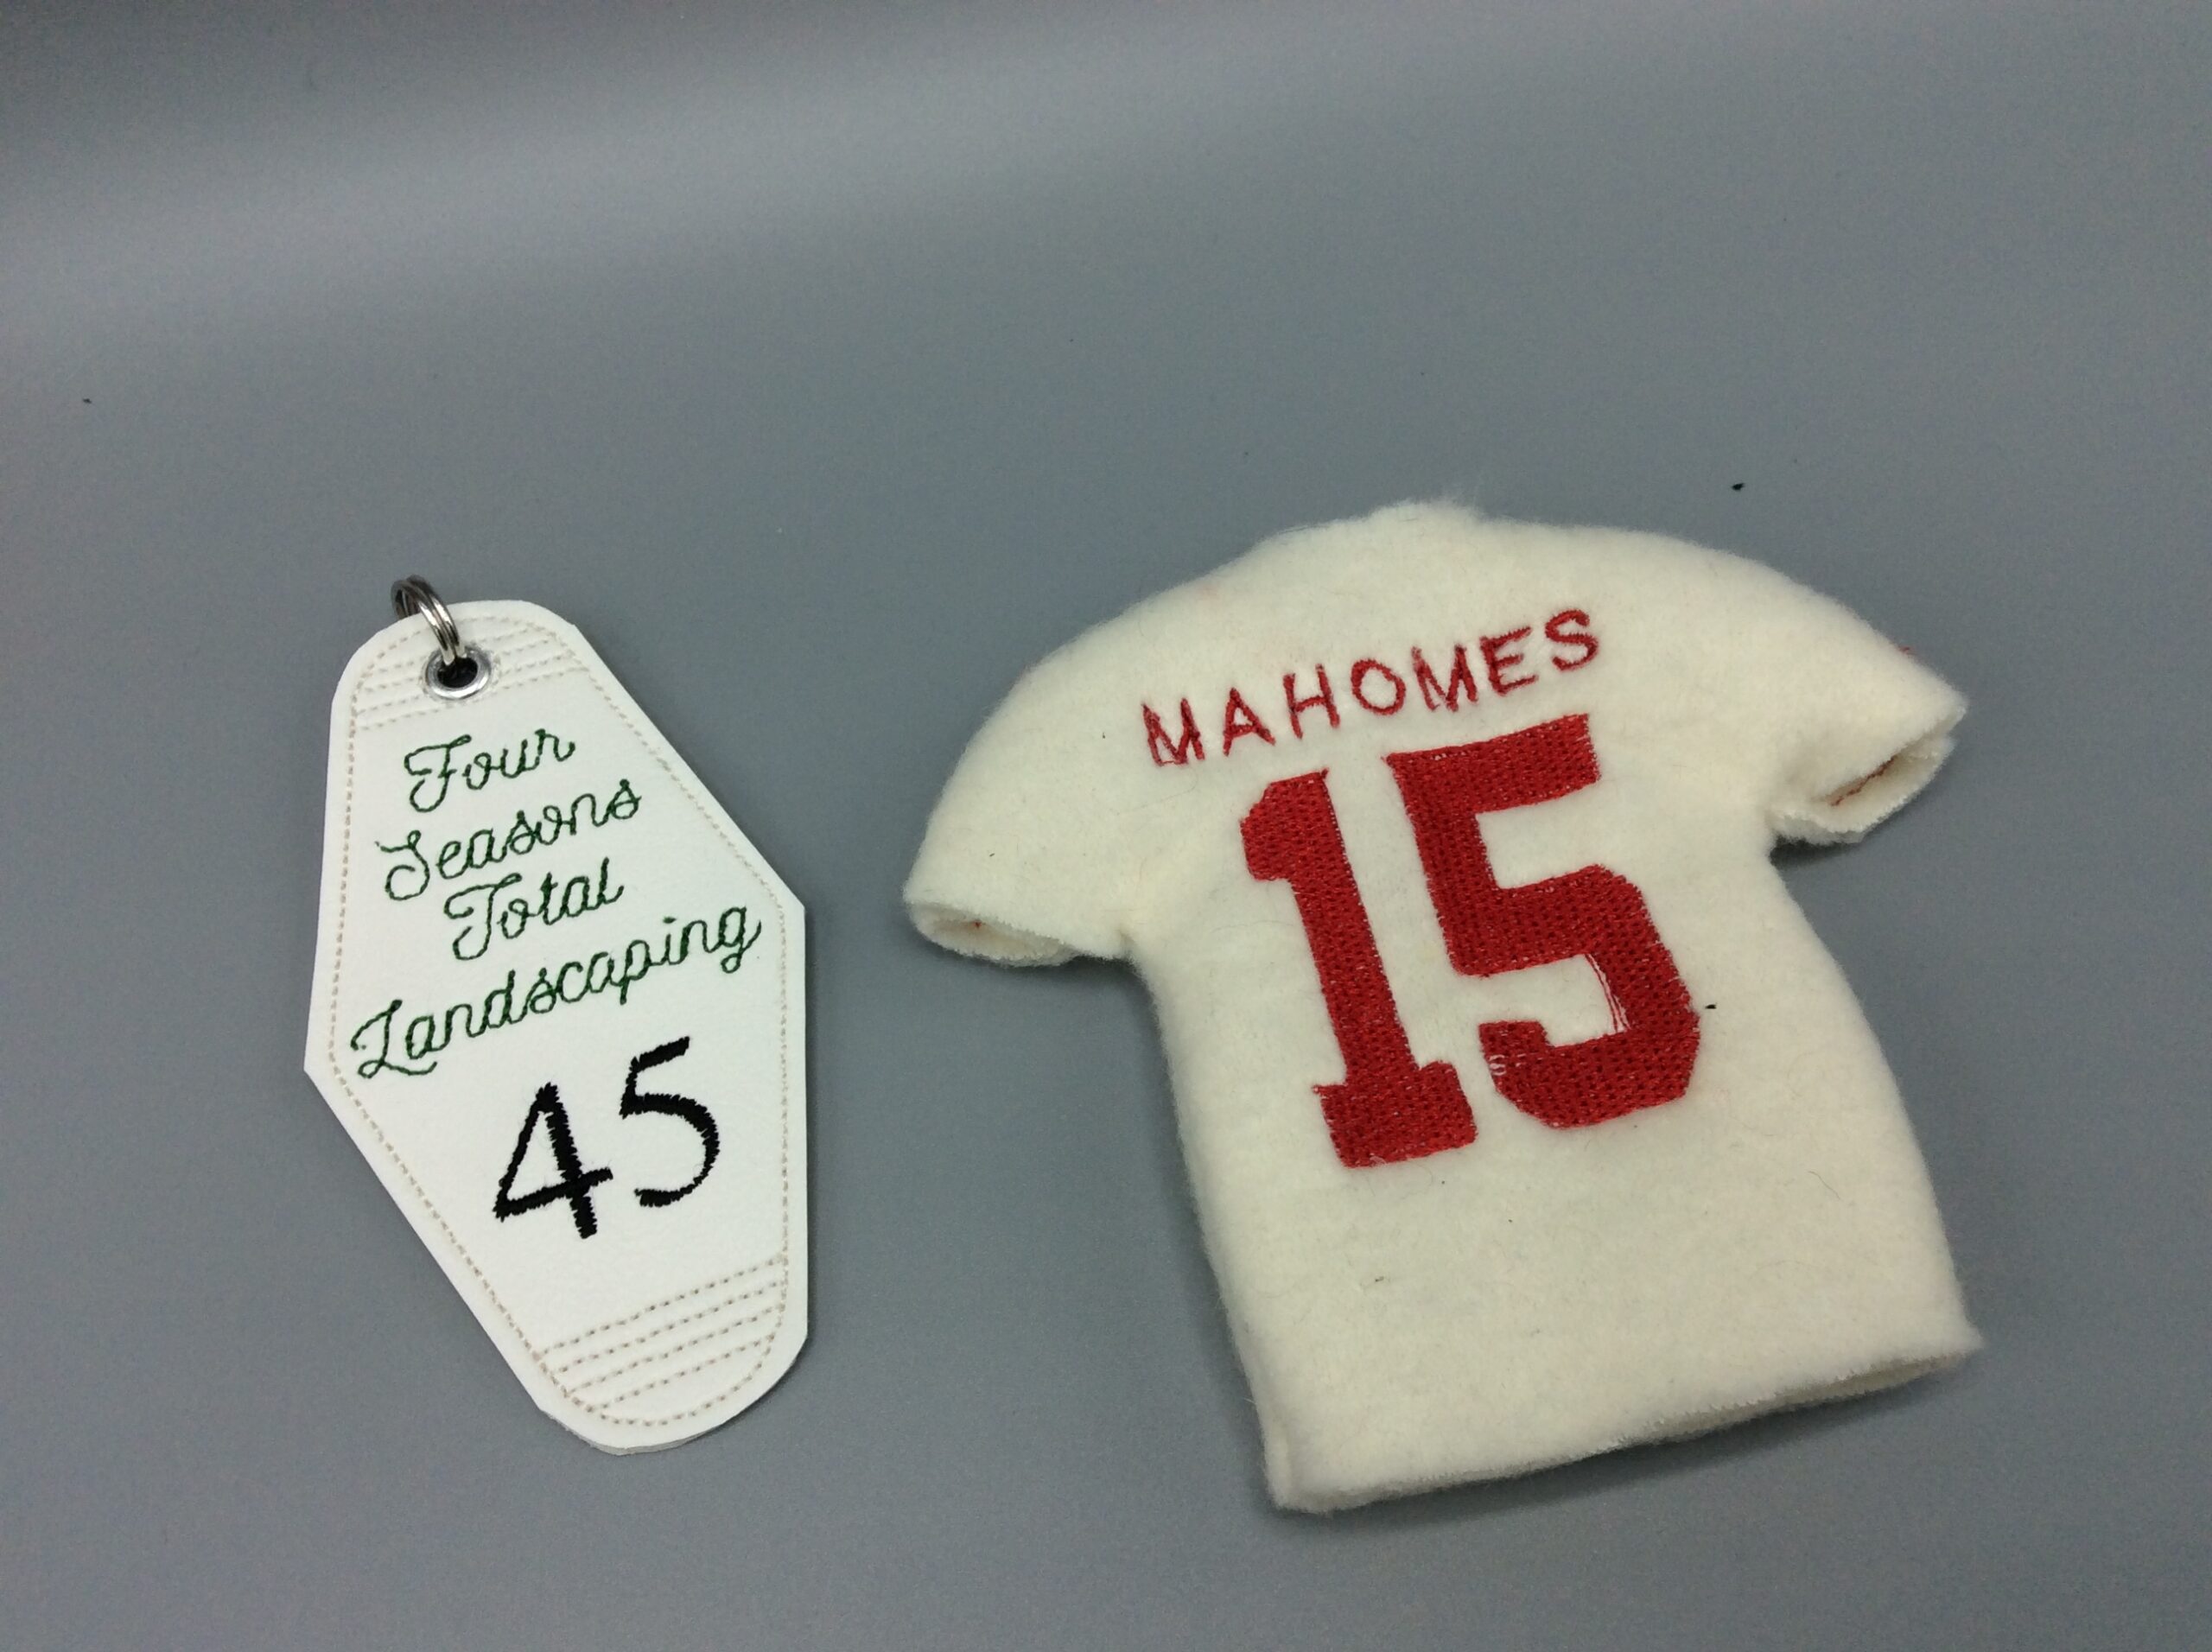 Four
Seasons
Total
Landscaping
45
MAHOMES
15